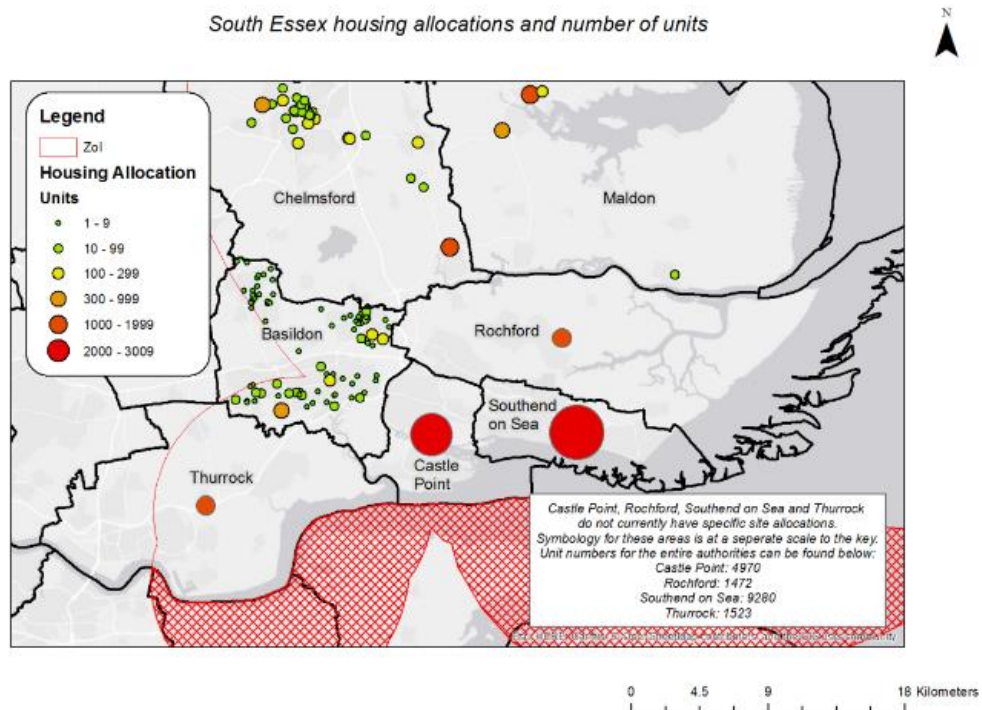 South Essex housing allocations and number of units
N
Legend
ZoI
Housing Allocation
Units
1 - 9
10 - 99
100 - 299
300 - 999
1000 - 1999
2000 - 3009
Chelmsford
Maldon
Basildon
Rochford
Southend
on Sea
Castle
Point
Thurrock
Castle Point, Rochford, Southend on Sea and Thurrock
do not currently have specific site allocations.
Symbology for these areas is at a seperate scale to the key.
Unit numbers for the entire authorities can be found below:
Castle Point: 4970
Rochford: 1472
Southend on Sea: 9280
Thurrock: 1523
0 4.5 9 18 Kilometers